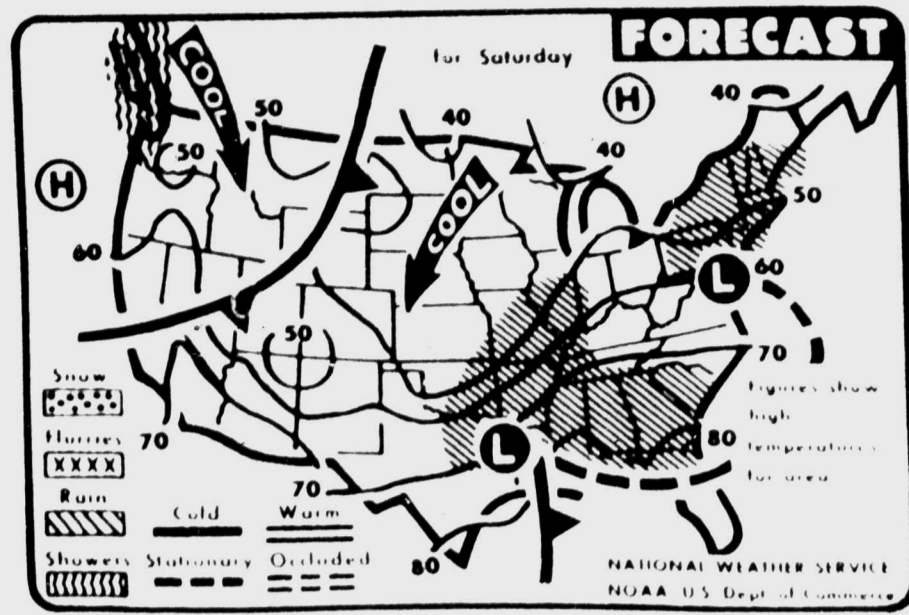 FORECAST
for Saturday
COOL
H
40
50
40
50
40
COOL
H
50
60
60
L
50
70
Snow
Figures show
high
temperatures
for area
Flurries
70
80
L
70
Rain
Cold
Warm
80
Showers
Stationary
Occluded
NATIONAL WEATHER SERVICE
NOAA U S Dept of Commerce